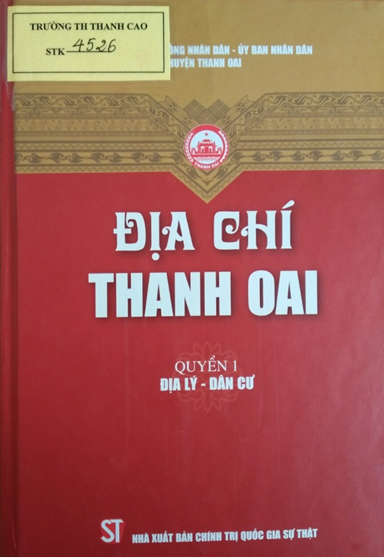 TRƯỜNG TH THANH CAO
STK 4526
ĐỒNG NHÂN DÂN - ỦY BAN NHÂN DÂN
HUYỆN THANH OAI
ĐỊA CHÍ
THANH OAI
QUYỂN 1
ĐỊA LÝ - DÂN CƯ
ST
NHÀ XUẤT BẢN CHÍNH TRỊ QUỐC GIA SỰ THẬT